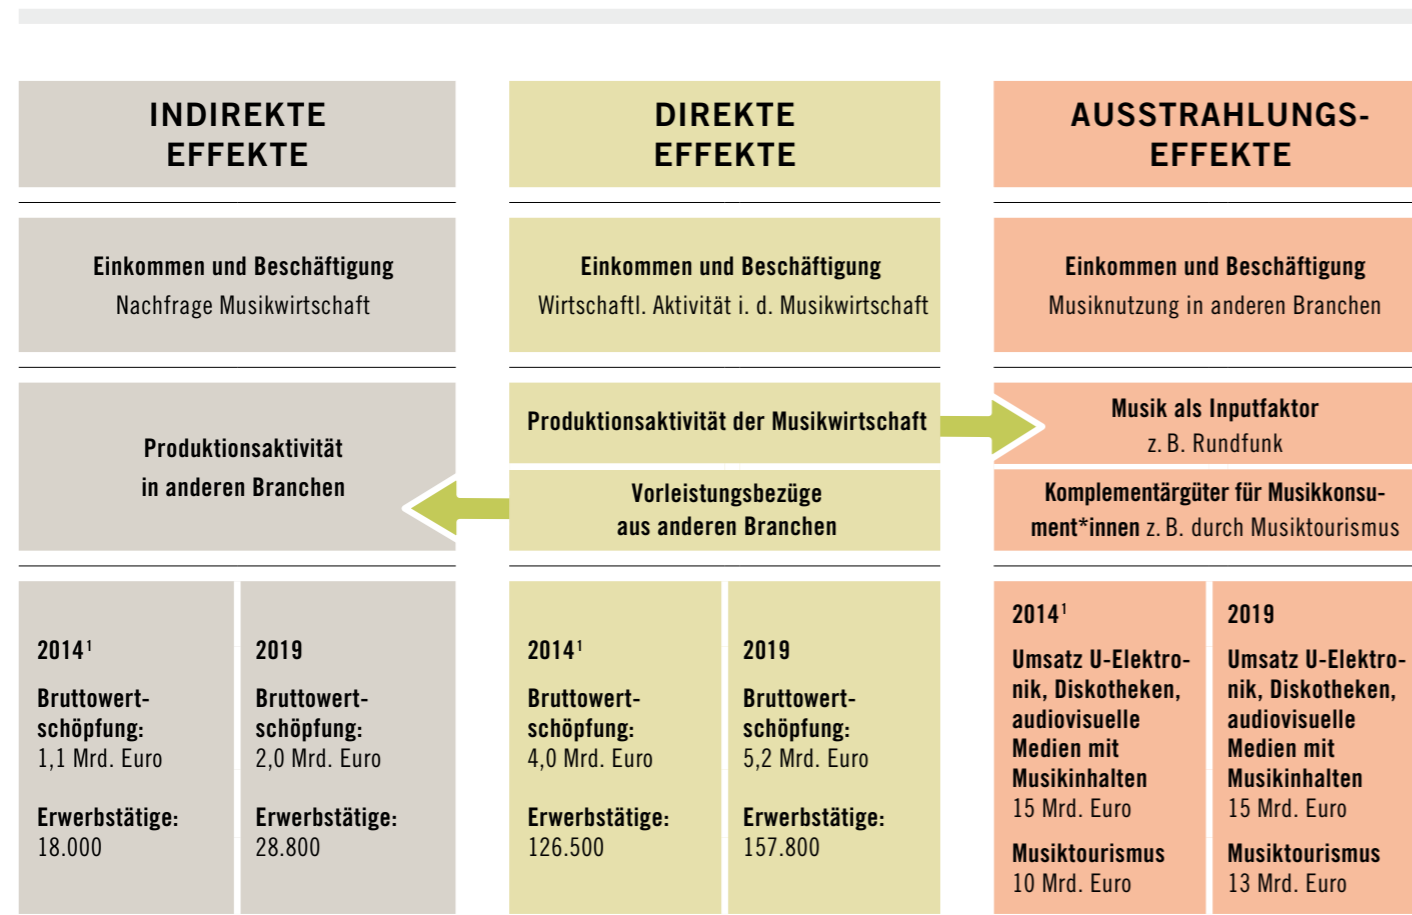 INDIREKTE
EFFEKTE
Einkommen und Beschäftigung
Nachfrage Musikwirtschaft
Produktionsaktivität
in anderen Branchen
2014¹
Bruttowert-
schöpfung:
1,1 Mrd. Euro
Erwerbstätige:
18.000
2019
Bruttowert-
schöpfung:
2,0 Mrd. Euro
Erwerbstätige:
28.800
DIREKTE
EFFEKTE
Einkommen und Beschäftigung
Wirtschaftl. Aktivität i. d. Musikwirtschaft
Produktionsaktivität der Musikwirtschaft
Vorleistungsbezüge
aus anderen Branchen
2014¹
Bruttowert-
schöpfung:
4,0 Mrd. Euro
Erwerbstätige:
126.500
2019
Bruttowert-
schöpfung:
5,2 Mrd. Euro
Erwerbstätige:
157.800
AUSSTRAHLUNGS-
EFFEKTE
Einkommen und Beschäftigung
Musiknutzung in anderen Branchen
Musik als Inputfaktor
z. B. Rundfunk
Komplementärgüter für Musikkonsu-
ment*innen z. B. durch Musiktourismus
2014¹
Umsatz U-Elektro-
nik, Diskotheken,
audiovisuelle
Medien mit
Musikinhalten
15 Mrd. Euro
Musiktourismus
10 Mrd. Euro
2019
Umsatz U-Elektro-
nik, Diskotheken,
audiovisuelle
Medien mit
Musikinhalten
15 Mrd. Euro
Musiktourismus
13 Mrd. Euro